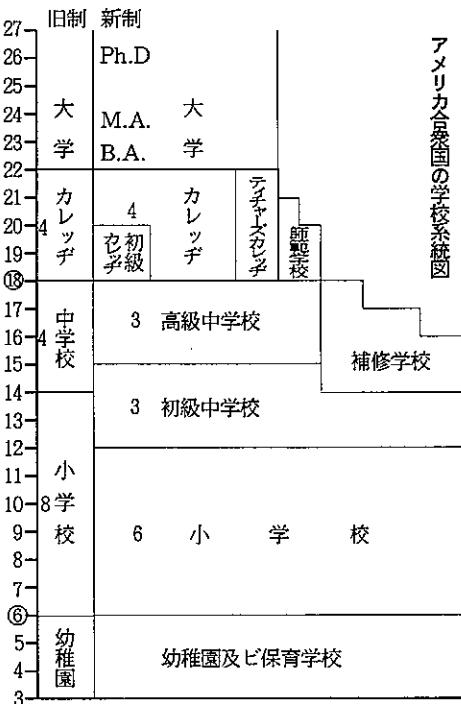 アメリカ合衆国の学校系統図
旧制 新制
27
26
25
24
23
22
21
20
19
⑱
17
16
15
14
13
12
11
10
9
8
7
⑥
5
4
3
大学
カレッヂ
4
中学校
4
小学校
8
幼稚園
Ph.D
M.A.
B.A.
大学
4
カレッヂ
初級カレッヂ
ティチャーズカレッヂ
師範学校
3 高級中学校
補修学校
3 初級中学校
6 小学校
幼稚園及ビ保育学校